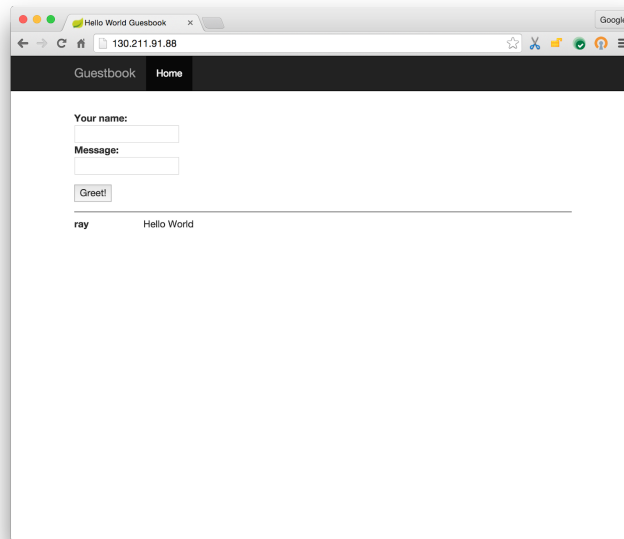 Hello World Guesbook
Google
130.211.91.88
Guestbook Home
Your name:
Message:
Greet!
ray Hello World